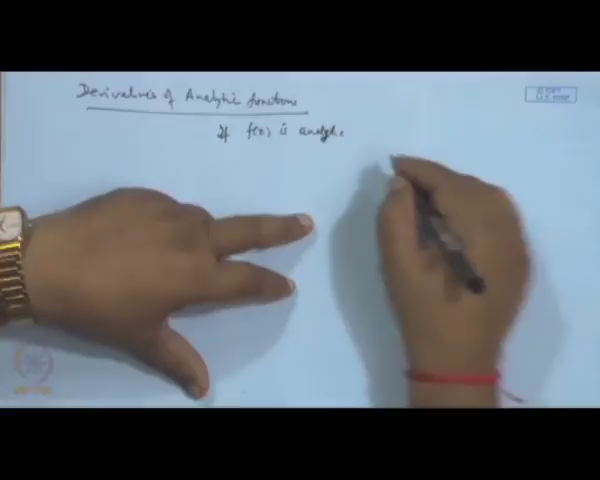 Derivatives of Analytic functions
If f(z) is analytic